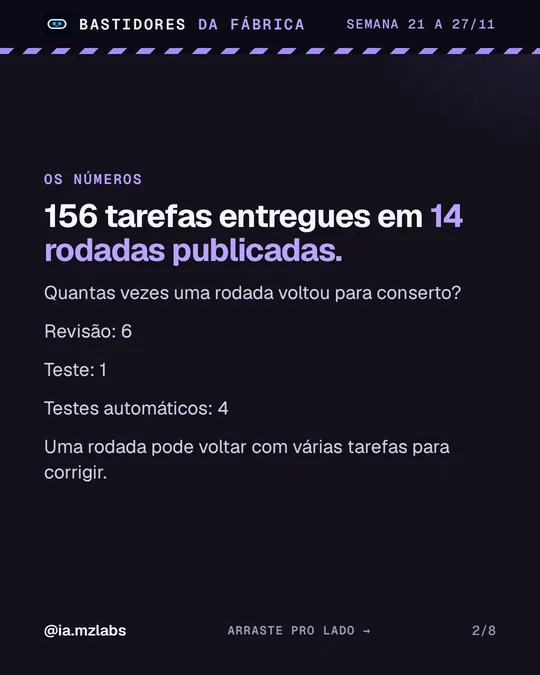 BASTIDORES DA FÁBRICA
SEMANA 21 A 27/11
OS NÚMEROS
156 tarefas entregues em 14
rodadas publicadas.
Quantas vezes uma rodada voltou para conserto?
Revisão: 6
Teste: 1
Testes automáticos: 4
Uma rodada pode voltar com várias tarefas para
corrigir.
@ia.mzlabs
ARRASTE PRO LADO →
2/8